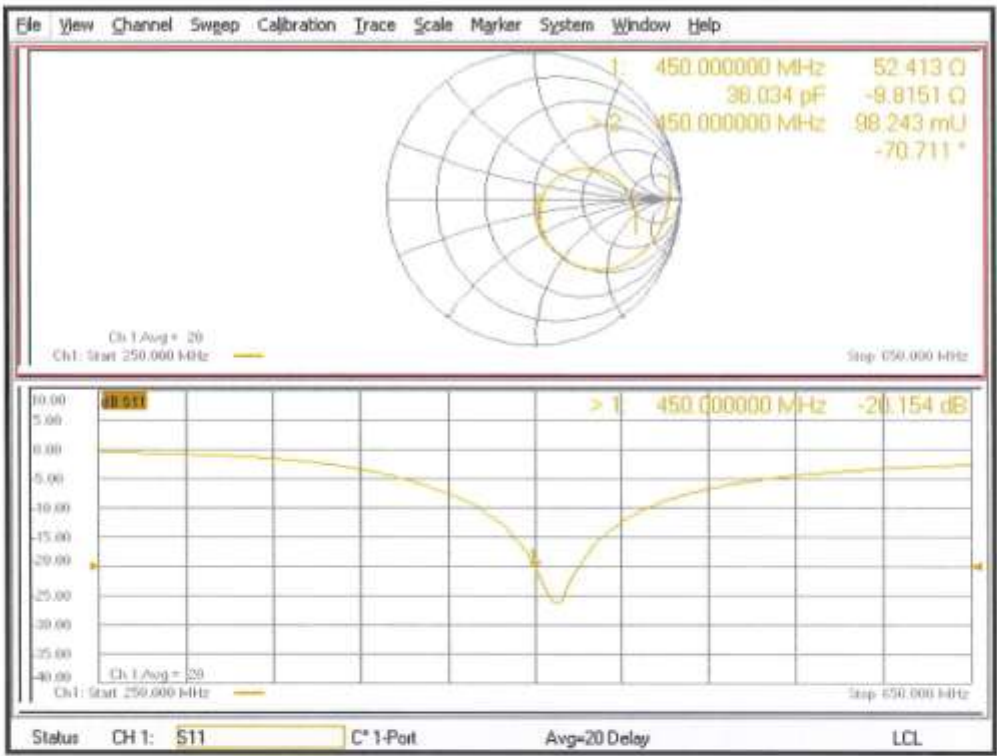 File View Channel Sweep Calibration Trace Scale Marker System Window Help
1: 450.000000 MHz 52.413 Ω
36.034 pF -9.8151 Ω
> 2: 450.000000 MHz 98.243 mU
-70.711 °
Ch 1 Avg = 20
Ch1: Start 250.000 MHz
Stop 650.000 MHz
10.00 dB S11
> 1: 450.000000 MHz -20.154 dB
5.00
0.00
-5.00
-10.00
-15.00
-20.00
-25.00
-30.00
-35.00
-40.00
Ch 1 Avg = 20
Ch1: Start 250.000 MHz
Stop 650.000 MHz
Status CH 1: S11 C* 1-Port Avg=20 Delay LCL